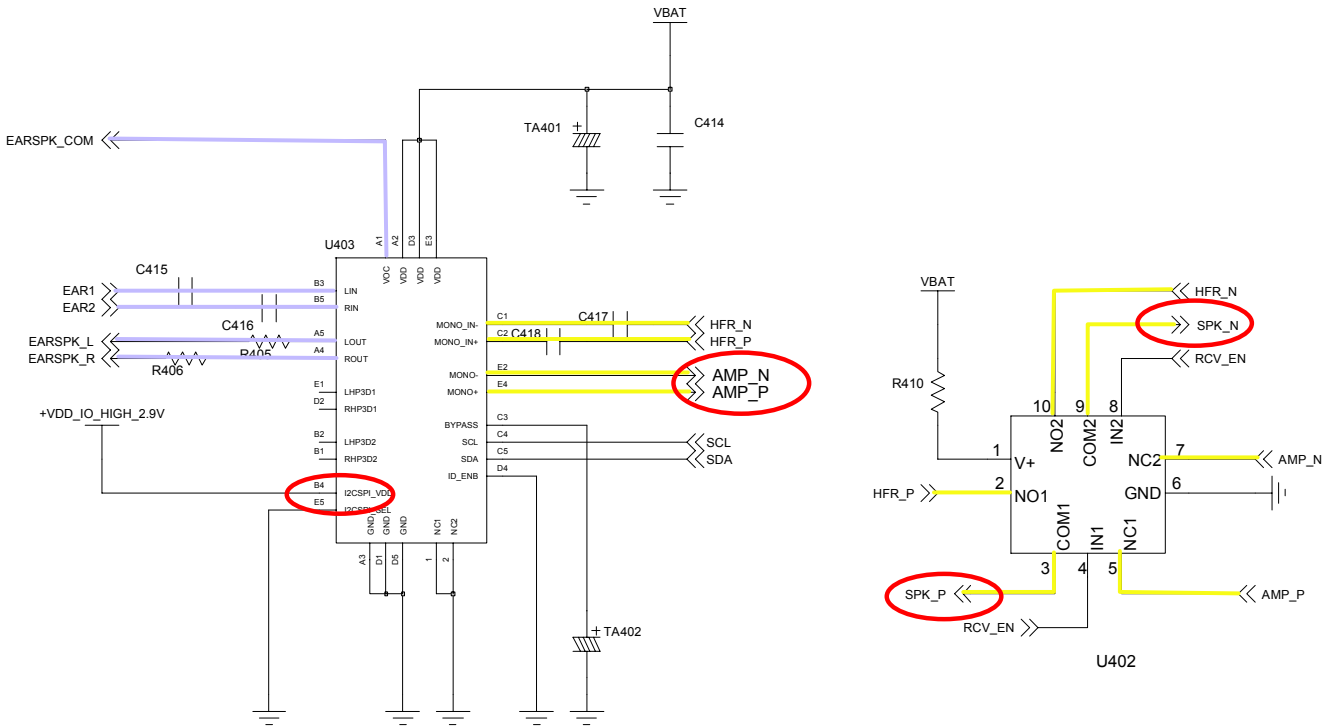 VBAT
EARSPK_COM
TA401
+
C414
U403
A1
A2
D3
E3
VOC
VDD
VDD
VDD
C415
EAR1
B3
LIN
EAR2
B5
RIN
C416
EARSPK_L
A5
LOUT
R405
EARSPK_R
A4
ROUT
R406
E1
LHP3D1
D2
RHP3D1
+VDD_IO_HIGH_2.9V
B2
LHP3D2
B1
RHP3D2
B4
I2CSPI_VDD
E5
I2CSPI_SEL
GND
GND
GND
NC1
NC2
A3
D1
D5
1
2
MONO_IN-
C1
C417
HFR_N
MONO_IN+
C2
C418
HFR_P
MONO-
E2
AMP_N
MONO+
E4
AMP_P
BYPASS
C3
SCL
C4
SCL
SDA
C5
SDA
ID_ENB
D4
+
TA402
VBAT
R410
HFR_N
SPK_N
RCV_EN
10
9
8
NO2
COM2
IN2
1
V+
NC2
7
AMP_N
2
HFR_P
NO1
GND
6
COM1
IN1
NC1
3
4
5
SPK_P
AMP_P
RCV_EN
U402